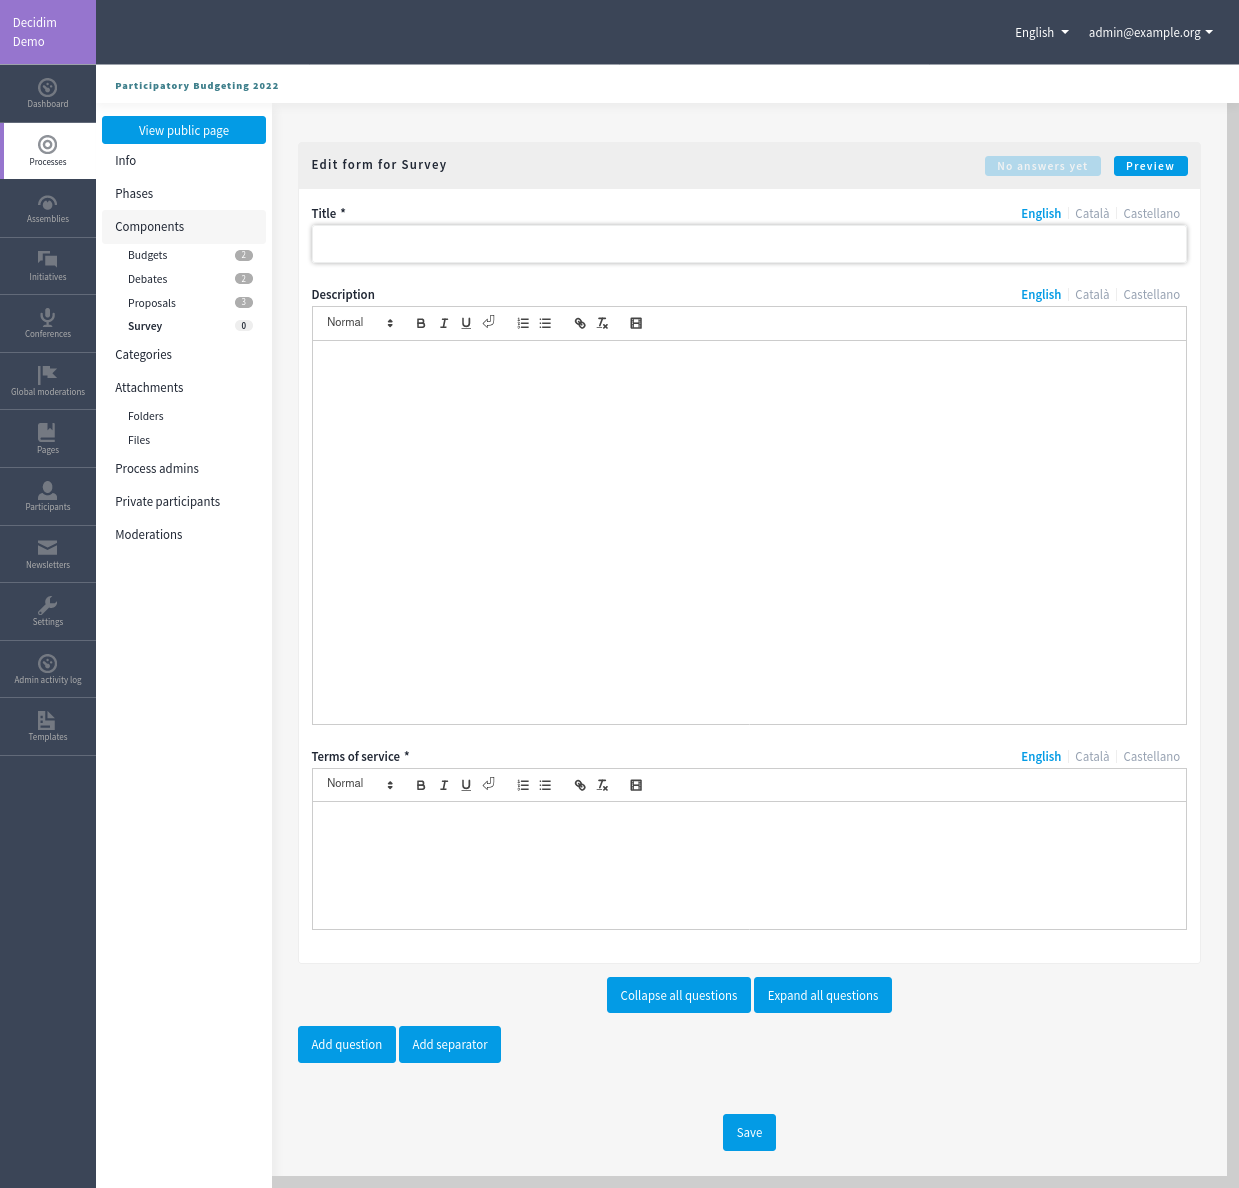 Decidim
Demo
English
admin@example.org
Dashboard
Processes
Assemblies
Initiatives
Conferences
Global moderations
Pages
Participants
Newsletters
Settings
Admin activity log
Templates
Participatory Budgeting 2022
View public page
Info
Phases
Components
Budgets 2
Debates 2
Proposals 3
Survey 0
Categories
Attachments
Folders
Files
Process admins
Private participants
Moderations
Edit form for Survey
No answers yet
Preview
Title *
English Català Castellano
Description
English Català Castellano
Normal
Terms of service *
English Català Castellano
Normal
Collapse all questions
Expand all questions
Add question
Add separator
Save